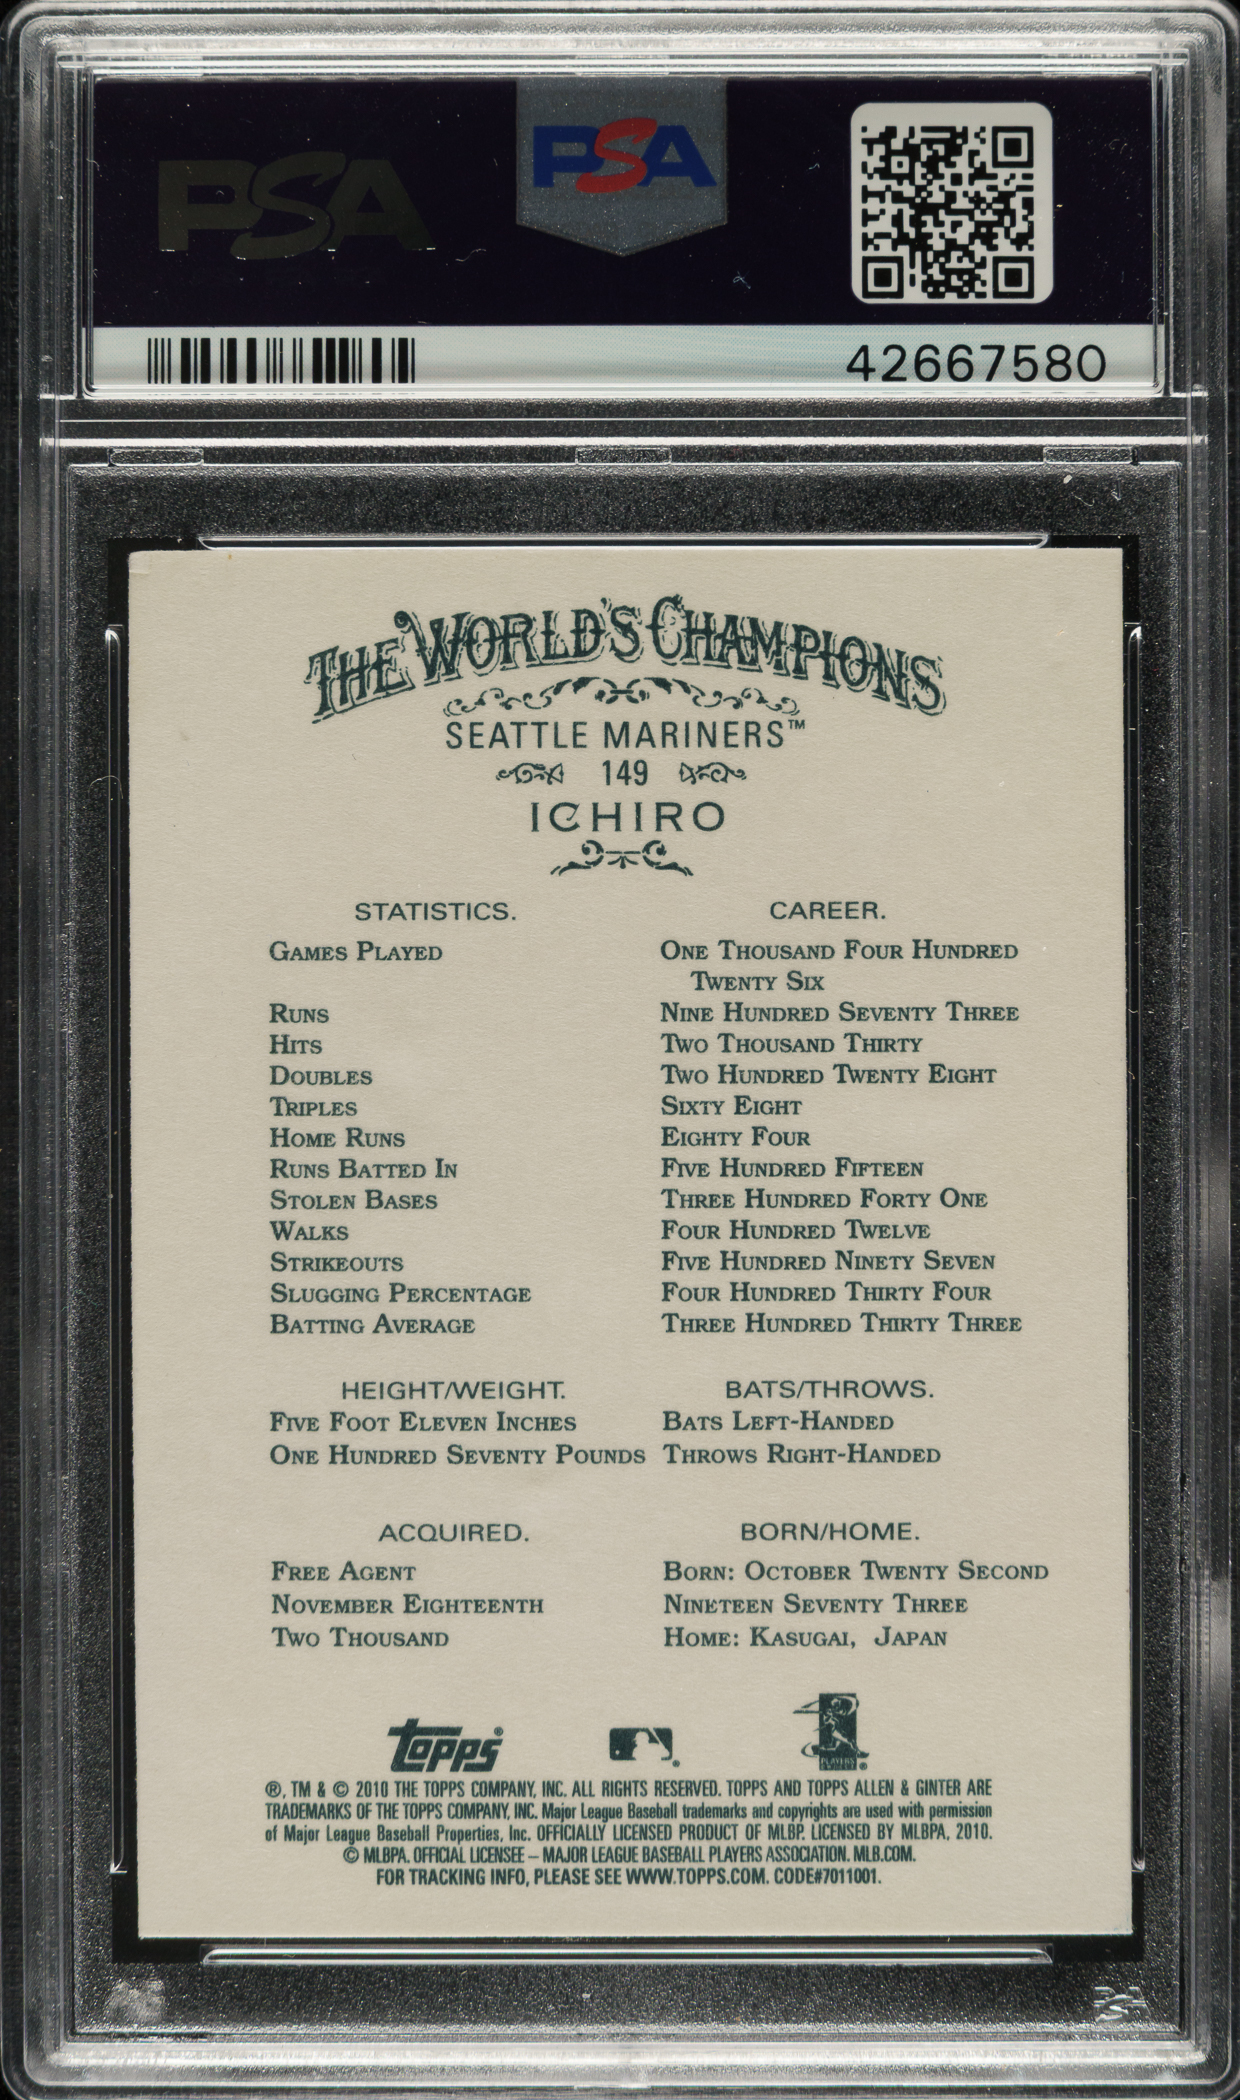 PSA
PSA
42667580
THE WORLD'S CHAMPIONS
SEATTLE MARINERS™
149
ICHIRO
STATISTICS. CAREER.
GAMES PLAYED ONE THOUSAND FOUR HUNDRED
TWENTY SIX
RUNS NINE HUNDRED SEVENTY THREE
HITS TWO THOUSAND THIRTY
DOUBLES TWO HUNDRED TWENTY EIGHT
TRIPLES SIXTY EIGHT
HOME RUNS EIGHTY FOUR
RUNS BATTED IN FIVE HUNDRED FIFTEEN
STOLEN BASES THREE HUNDRED FORTY ONE
WALKS FOUR HUNDRED TWELVE
STRIKEOUTS FIVE HUNDRED NINETY SEVEN
SLUGGING PERCENTAGE FOUR HUNDRED THIRTY FOUR
BATTING AVERAGE THREE HUNDRED THIRTY THREE
HEIGHT/WEIGHT. BATS/THROWS.
FIVE FOOT ELEVEN INCHES BATS LEFT-HANDED
ONE HUNDRED SEVENTY POUNDS THROWS RIGHT-HANDED
ACQUIRED. BORN/HOME.
FREE AGENT BORN: OCTOBER TWENTY SECOND
NOVEMBER EIGHTEENTH NINETEEN SEVENTY THREE
TWO THOUSAND HOME: KASUGAI, JAPAN
Topps® ® PLAYERS ®
®, TM & © 2010 THE TOPPS COMPANY, INC. ALL RIGHTS RESERVED. TOPPS AND TOPPS ALLEN & GINTER ARE
TRADEMARKS OF THE TOPPS COMPANY, INC. Major League Baseball trademarks and copyrights are used with permission
of Major League Baseball Properties, Inc. OFFICIALLY LICENSED PRODUCT OF MLBP. LICENSED BY MLBPA, 2010.
© MLBPA. OFFICIAL LICENSEE – MAJOR LEAGUE BASEBALL PLAYERS ASSOCIATION. MLB.COM.
FOR TRACKING INFO, PLEASE SEE WWW.TOPPS.COM. CODE#7011001.